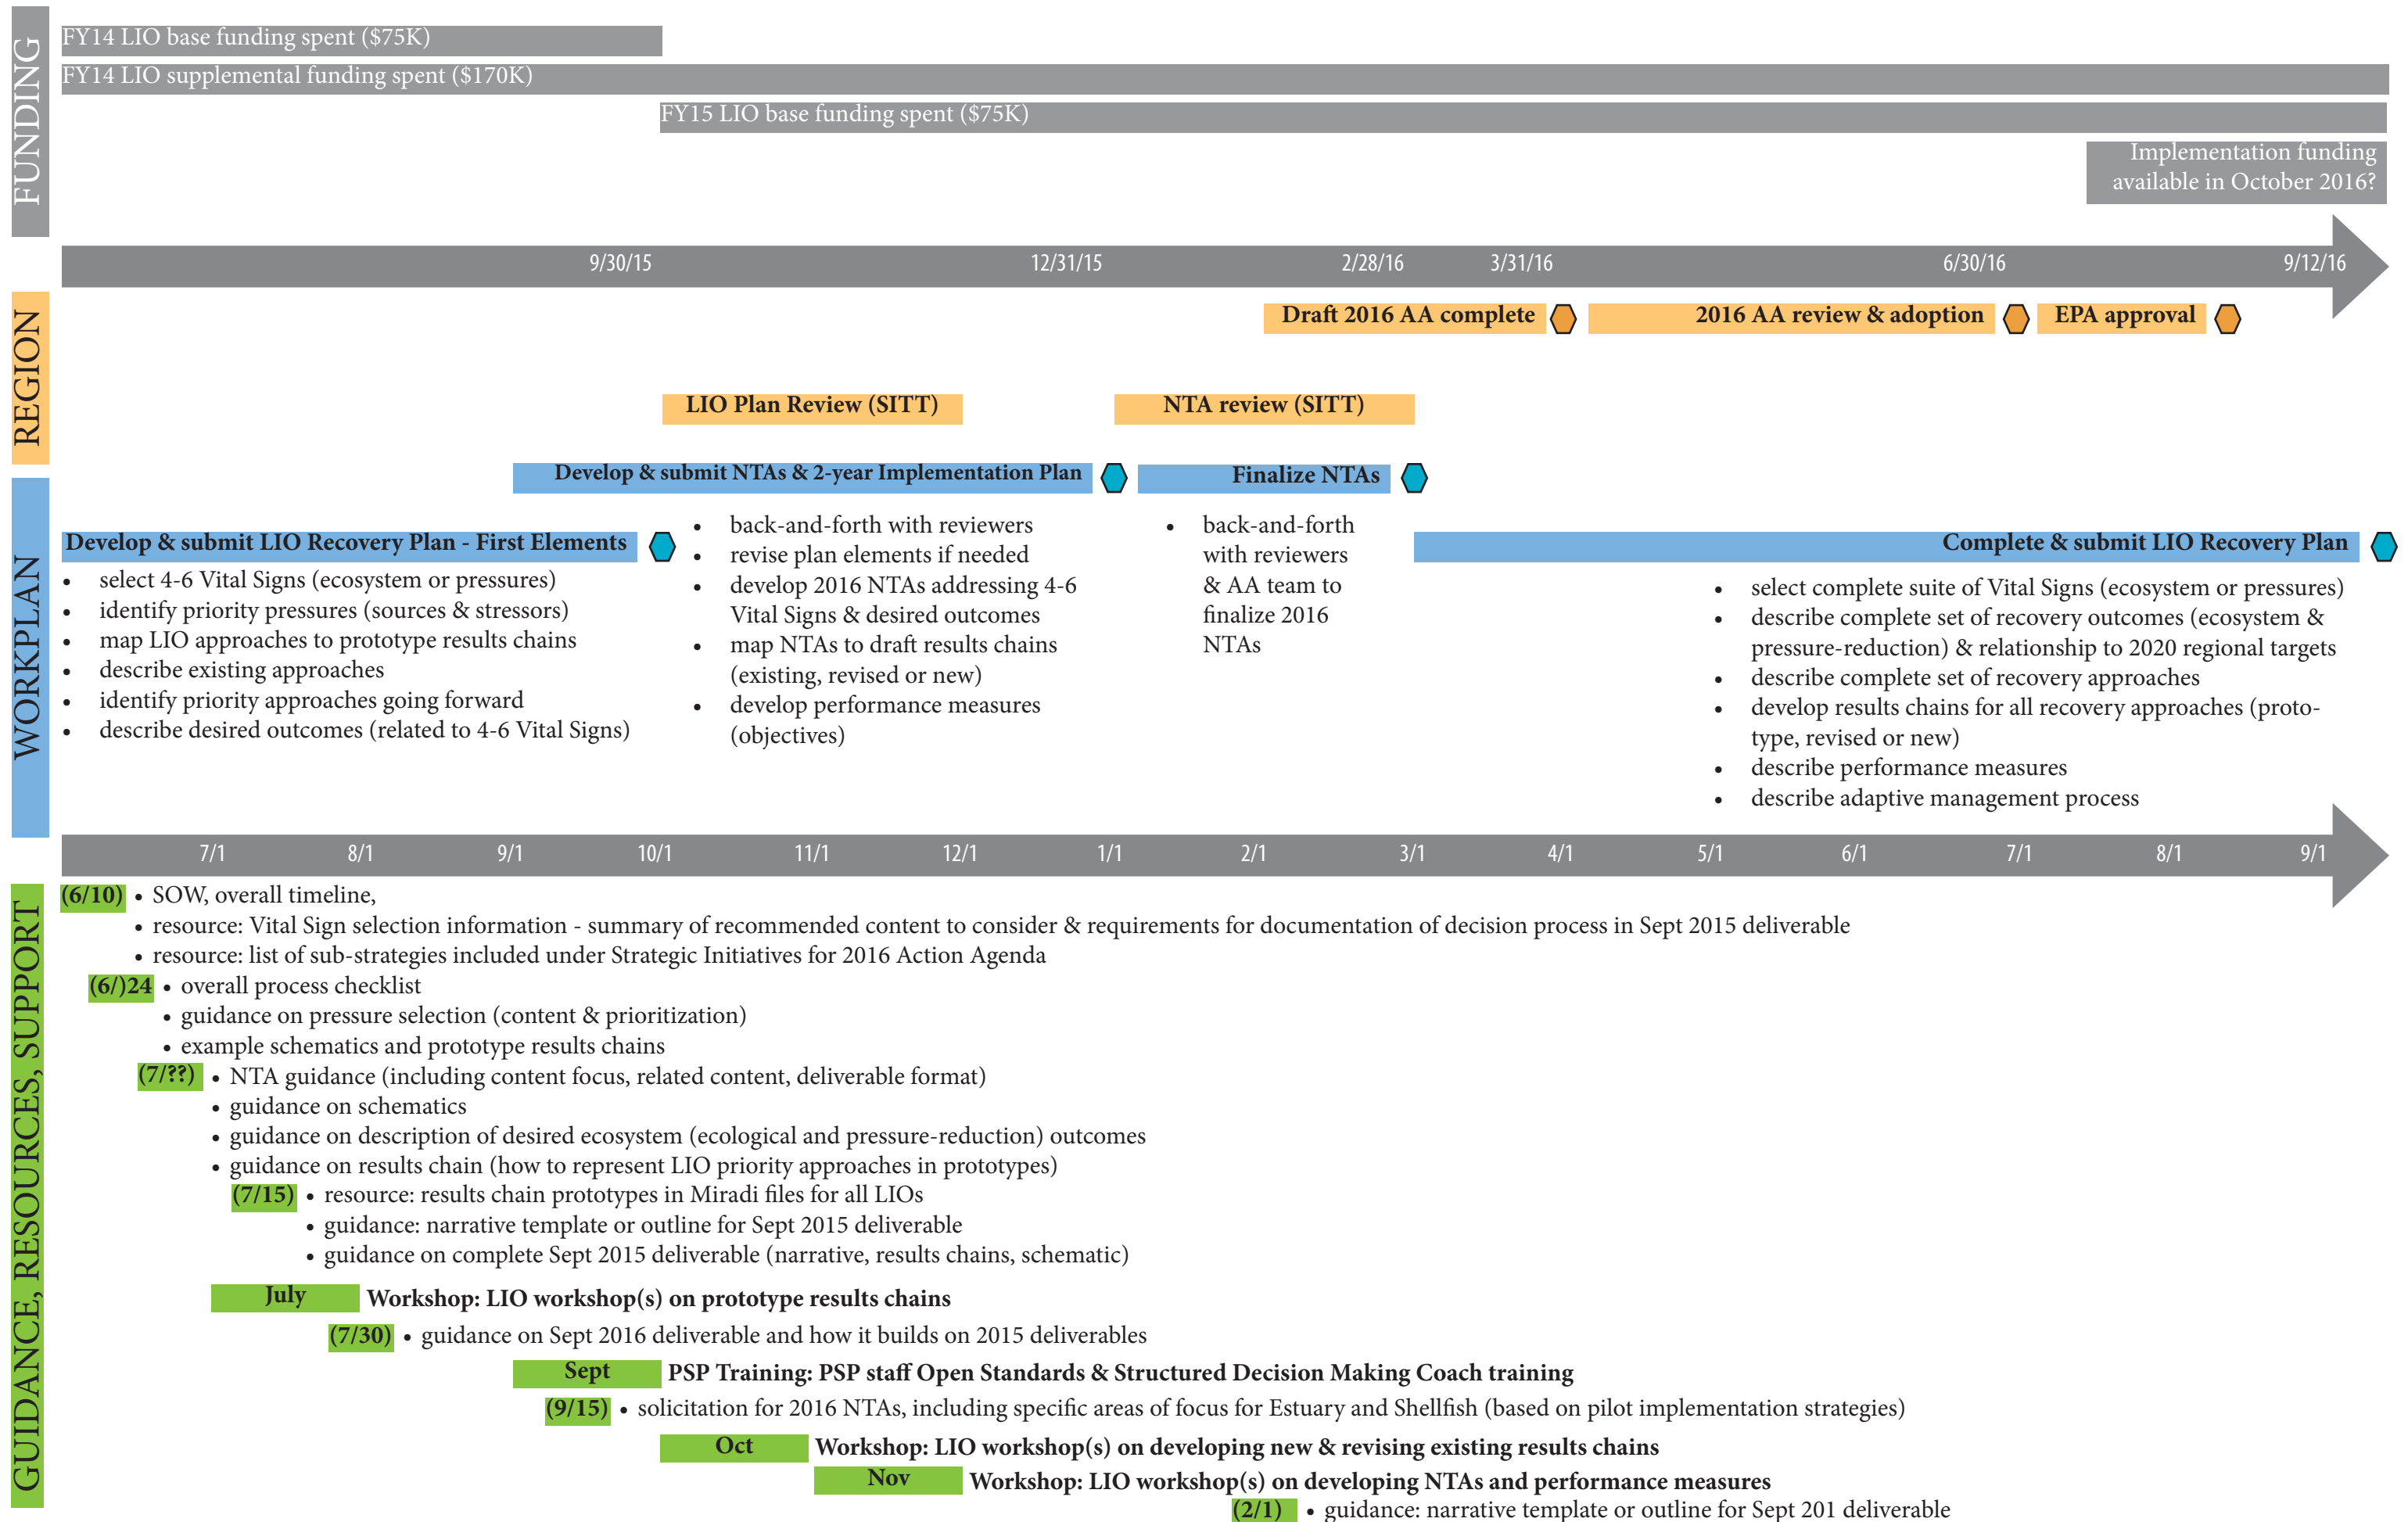 FUNDING
FY14 LIO base funding spent ($75K)
FY14 LIO supplemental funding spent ($170K)
FY15 LIO base funding spent ($75K)
Implementation funding
available in October 2016?
9/30/15
12/31/15
2/28/16
3/31/16
6/30/16
9/12/16
REGION
Draft 2016 AA complete
2016 AA review & adoption
EPA approval
LIO Plan Review (SITT)
NTA review (SITT)
WORKPLAN
Develop & submit NTAs & 2-year Implementation Plan
Finalize NTAs
Develop & submit LIO Recovery Plan - First Elements
• select 4-6 Vital Signs (ecosystem or pressures)
• identify priority pressures (sources & stressors)
• map LIO approaches to prototype results chains
• describe existing approaches
• identify priority approaches going forward
• describe desired outcomes (related to 4-6 Vital Signs)
• back-and-forth with reviewers
• revise plan elements if needed
• develop 2016 NTAs addressing 4-6
Vital Signs & desired outcomes
• map NTAs to draft results chains
(existing, revised or new)
• develop performance measures
(objectives)
• back-and-forth
with reviewers
& AA team to
finalize 2016
NTAs
Complete & submit LIO Recovery Plan
• select complete suite of Vital Signs (ecosystem or pressures)
• describe complete set of recovery outcomes (ecosystem &
pressure-reduction) & relationship to 2020 regional targets
• describe complete set of recovery approaches
• develop results chains for all recovery approaches (proto-
type, revised or new)
• describe performance measures
• describe adaptive management process
7/1
8/1
9/1
10/1
11/1
12/1
1/1
2/1
3/1
4/1
5/1
6/1
7/1
8/1
9/1
GUIDANCE, RESOURCES, SUPPORT
(6/10) • SOW, overall timeline,
• resource: Vital Sign selection information - summary of recommended content to consider & requirements for documentation of decision process in Sept 2015 deliverable
• resource: list of sub-strategies included under Strategic Initiatives for 2016 Action Agenda
(6/)24 • overall process checklist
• guidance on pressure selection (content & prioritization)
• example schematics and prototype results chains
(7/??) • NTA guidance (including content focus, related content, deliverable format)
• guidance on schematics
• guidance on description of desired ecosystem (ecological and pressure-reduction) outcomes
• guidance on results chain (how to represent LIO priority approaches in prototypes)
(7/15) • resource: results chain prototypes in Miradi files for all LIOs
• guidance: narrative template or outline for Sept 2015 deliverable
• guidance on complete Sept 2015 deliverable (narrative, results chains, schematic)
July Workshop: LIO workshop(s) on prototype results chains
(7/30) • guidance on Sept 2016 deliverable and how it builds on 2015 deliverables
Sept PSP Training: PSP staff Open Standards & Structured Decision Making Coach training
(9/15) • solicitation for 2016 NTAs, including specific areas of focus for Estuary and Shellfish (based on pilot implementation strategies)
Oct Workshop: LIO workshop(s) on developing new & revising existing results chains
Nov Workshop: LIO workshop(s) on developing NTAs and performance measures
(2/1) • guidance: narrative template or outline for Sept 201 deliverable